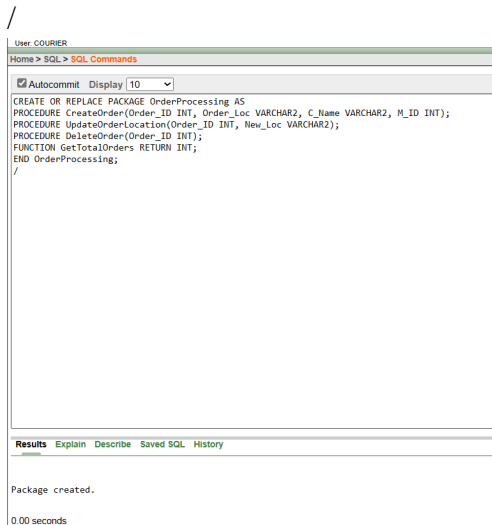 /
User: COURIER
Home > SQL > SQL Commands
Autocommit Display 10
CREATE OR REPLACE PACKAGE OrderProcessing AS
PROCEDURE CreateOrder(Order_ID INT, Order_Loc VARCHAR2, C_Name VARCHAR2, M_ID INT);
PROCEDURE UpdateOrderLocation(Order_ID INT, New_Loc VARCHAR2);
PROCEDURE DeleteOrder(Order_ID INT);
FUNCTION GetTotalOrders RETURN INT;
END OrderProcessing;
/
Results Explain Describe Saved SQL History
Package created.
0.00 seconds